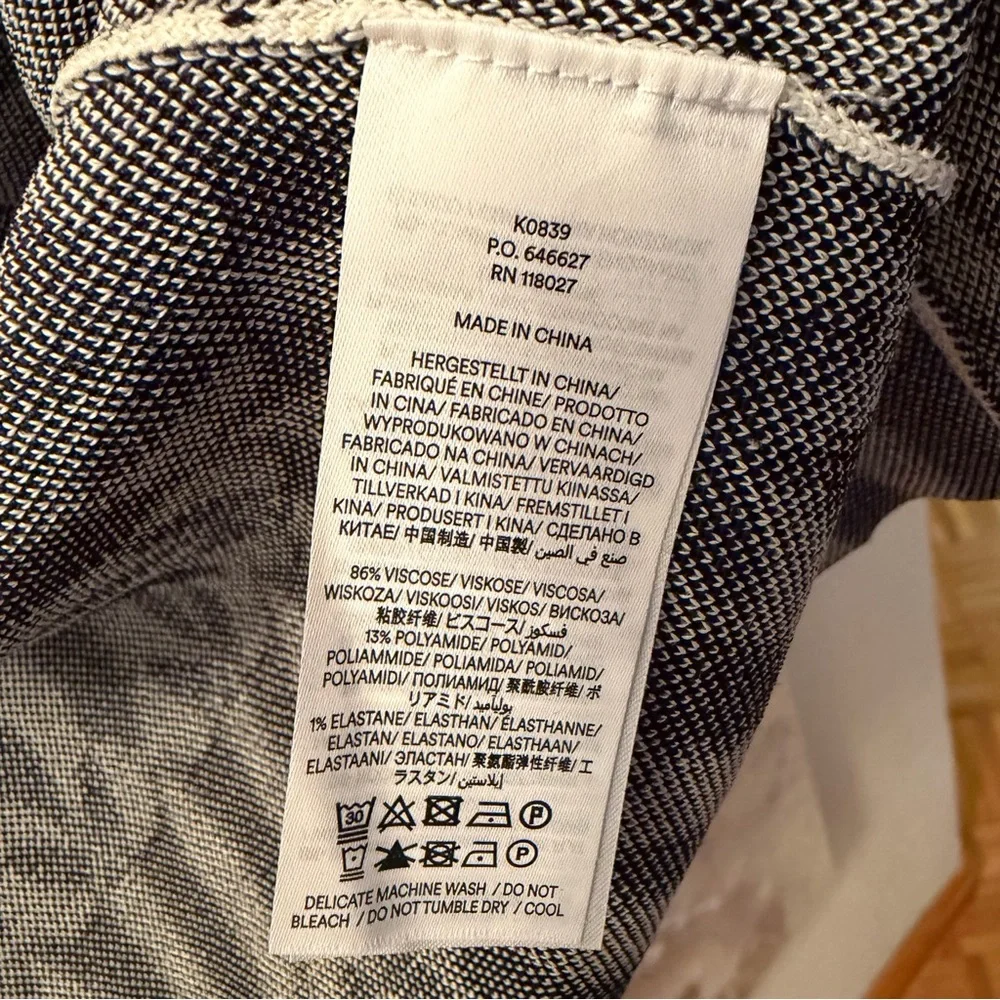 K0839
P.O. 646627
RN 118027
MADE IN CHINA
HERGESTELLT IN CHINA/
FABRIQUÉ EN CHINE/ PRODOTTO
IN CINA/ FABRICADO EN CHINA/
WYPRODUKOWANO W CHINACH/
FABRICADO NA CHINA/ VERVAARDIGD
IN CHINA/ VALMISTETTU KIINASSA/
TILLVERKAD I KINA/ FREMSTILLET I
KINA/ PRODUSERT I KINA/ СДЕЛАНО В
КИТАЕ/ 中国制造/ 中国製/ صنع في الصين
86% VISCOSE/ VISKOSE/ VISCOSA/
WISKOZA/ VISKOOSI/ VISKOS/ ВИСКОЗА/
粘胶纤维/ ビスコース/ فسكوز
13% POLYAMIDE/ POLYAMID/
POLIAMMIDE/ POLIAMIDA/ POLIAMID/
POLYAMIDI/ ПОЛИАМИД/ 聚酰胺纤维/ ポ
リアミド/ بولياميد
1% ELASTANE/ ELASTHAN/ ÉLASTHANNE/
ELASTAN/ ELASTANO/ ELASTHAAN/
ELASTAANI/ ЭЛАСТАН/ 聚氨酯弹性纤维/ エ
ラスタン/ إيلاستين
30 P
P
DELICATE MACHINE WASH / DO NOT
BLEACH / DO NOT TUMBLE DRY / COOL